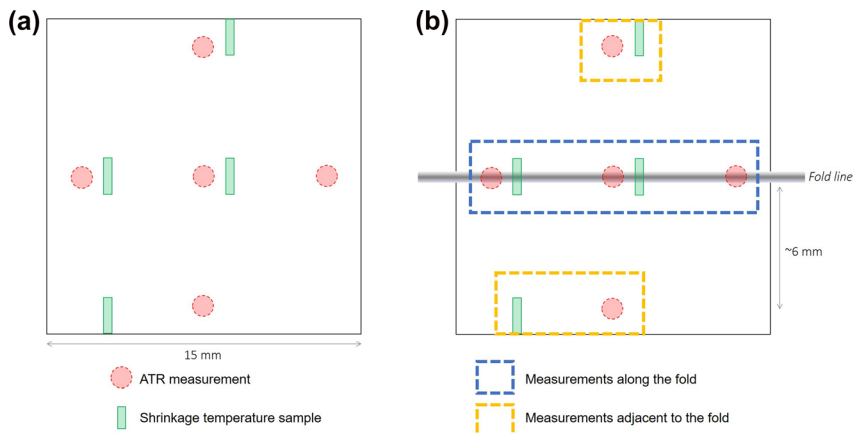 (a)
(b)
Fold line
~6 mm
15 mm
ATR measurement
Shrinkage temperature sample
Measurements along the fold
Measurements adjacent to the fold